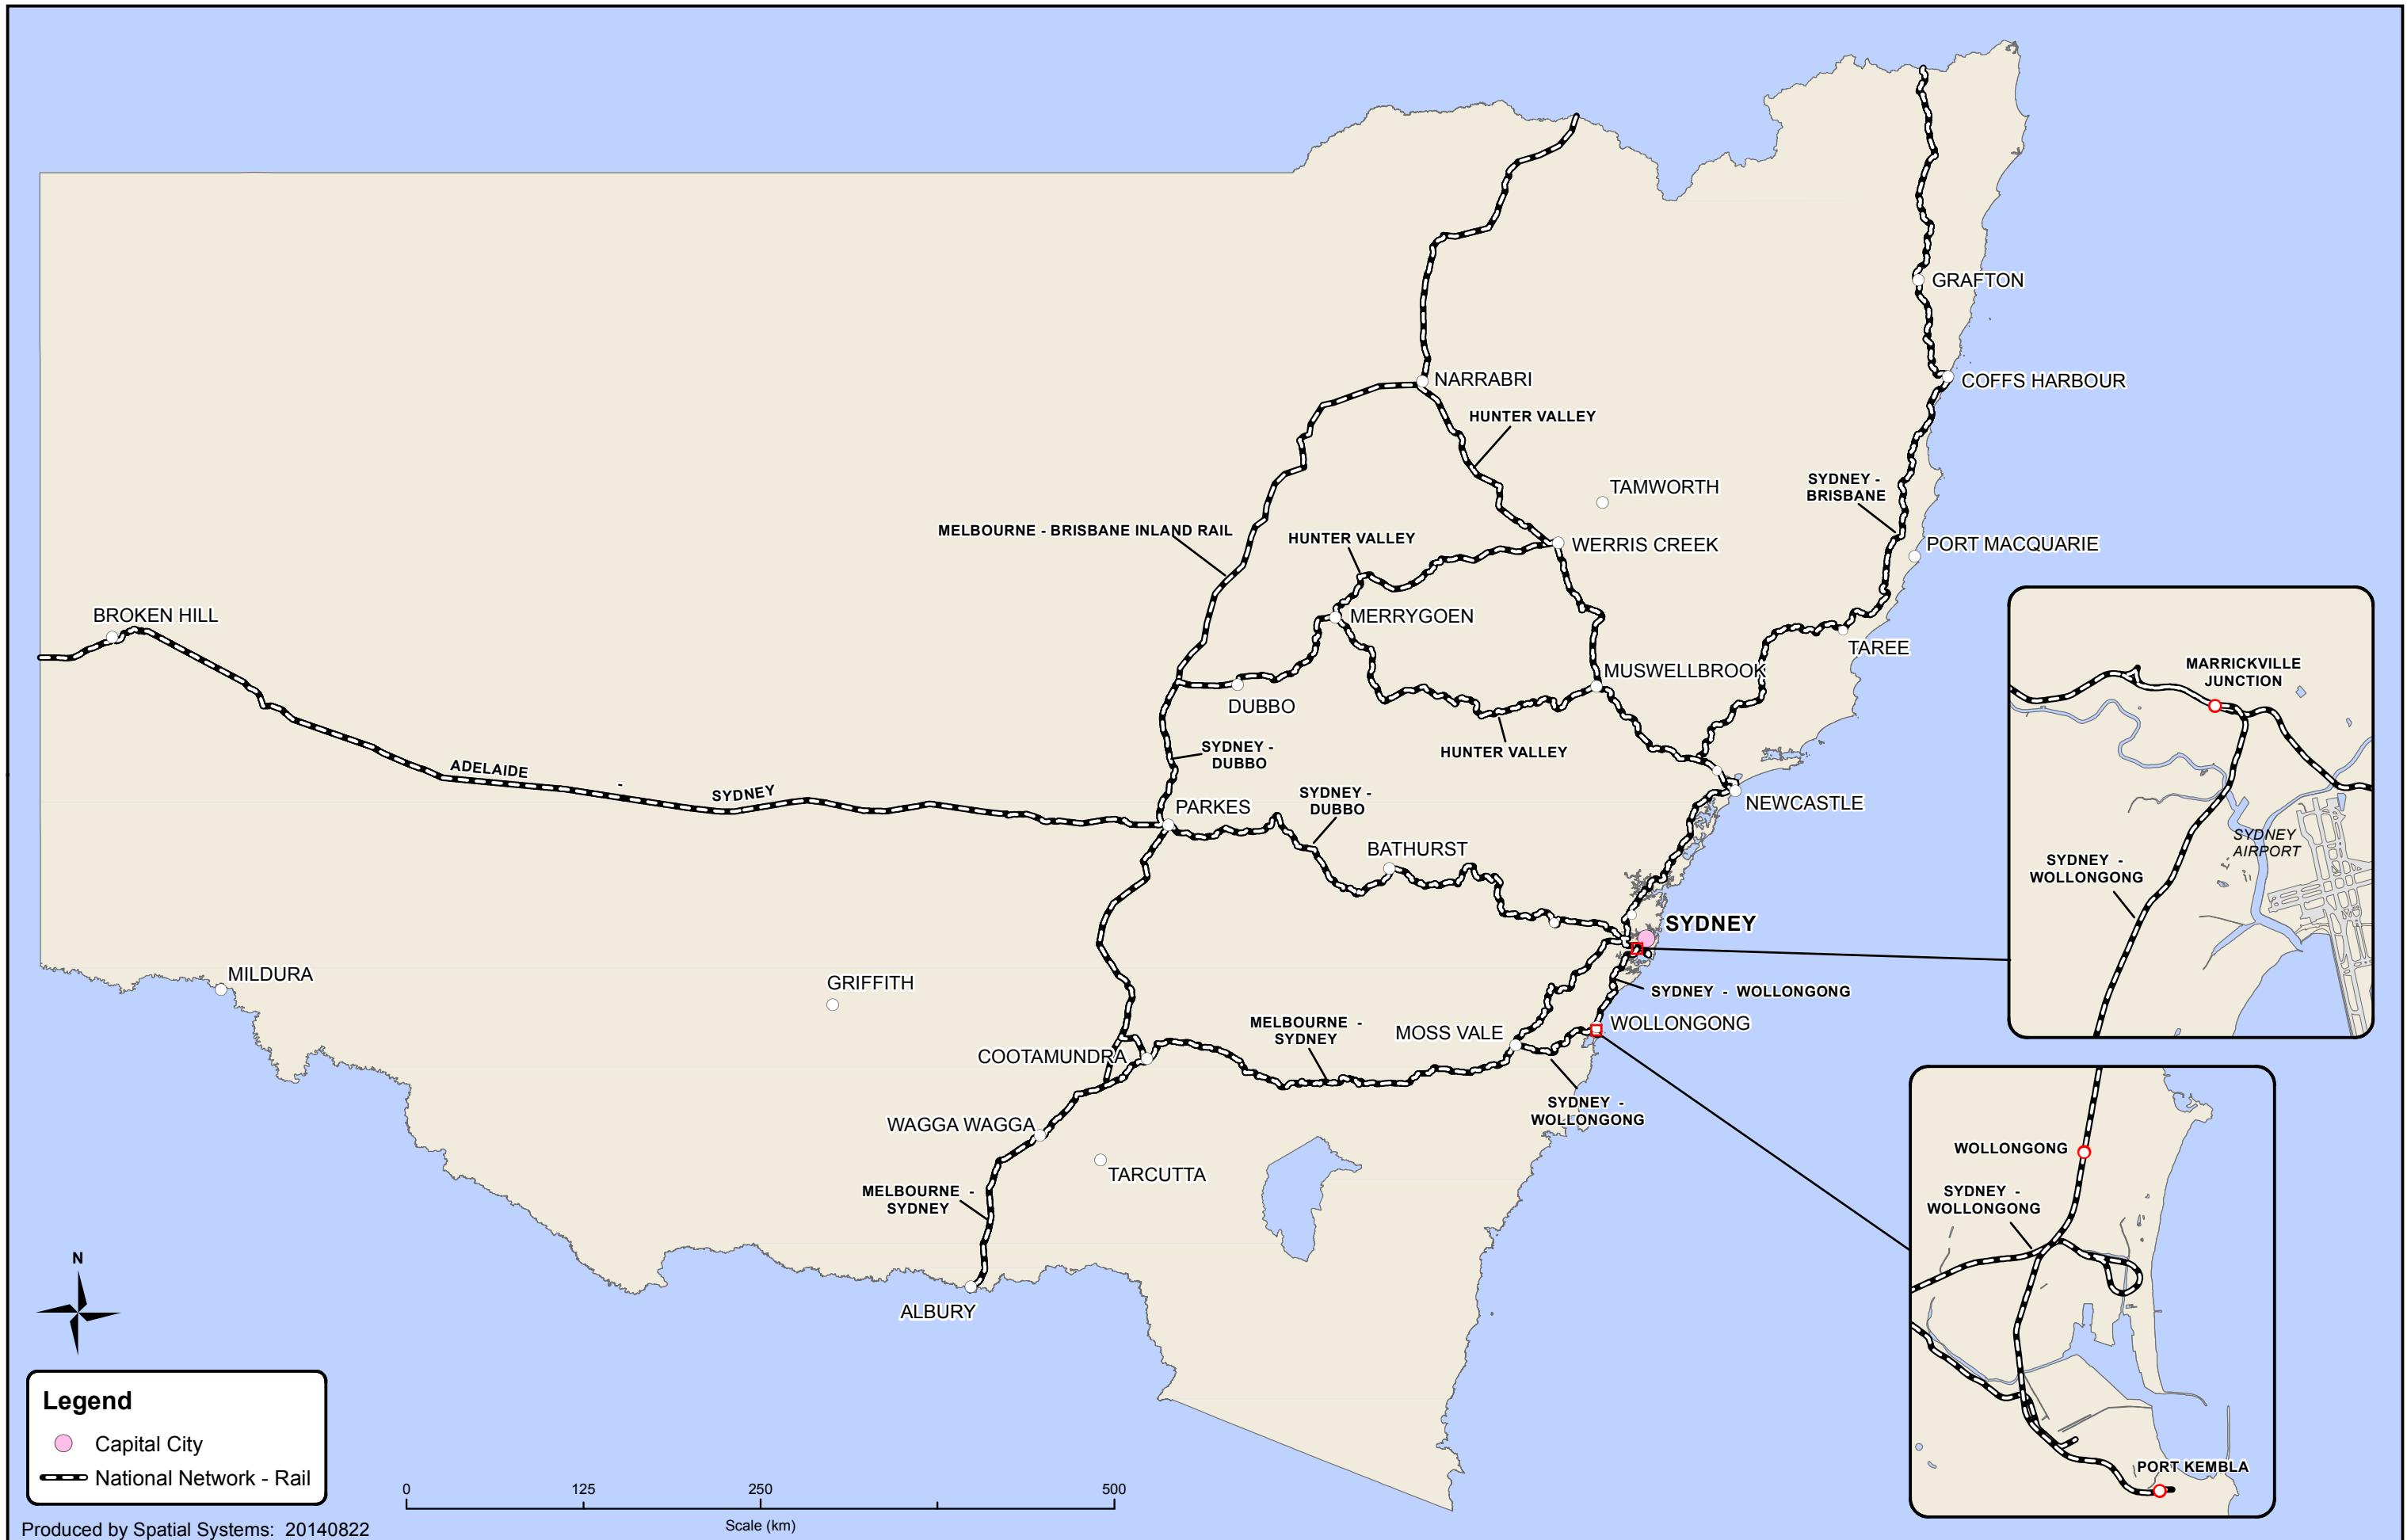 GRAFTON
NARRABRI
COFFS HARBOUR
HUNTER VALLEY
TAMWORTH
SYDNEY -
BRISBANE
MELBOURNE - BRISBANE INLAND RAIL
HUNTER VALLEY
WERRIS CREEK
PORT MACQUARIE
BROKEN HILL
MERRYGOEN
TAREE
MUSWELLBROOK
DUBBO
HUNTER VALLEY
SYDNEY -
DUBBO
ADELAIDE - SYDNEY
SYDNEY -
DUBBO
PARKES
NEWCASTLE
BATHURST
SYDNEY
MILDURA
GRIFFITH
SYDNEY - WOLLONGONG
WOLLONGONG
MELBOURNE -
SYDNEY
MOSS VALE
COOTAMUNDRA
SYDNEY -
WOLLONGONG
WAGGA WAGGA
TARCUTTA
MELBOURNE -
SYDNEY
ALBURY
MARRICKVILLE
JUNCTION
SYDNEY
AIRPORT
SYDNEY -
WOLLONGONG
WOLLONGONG
SYDNEY -
WOLLONGONG
PORT KEMBLA
N
Legend
Capital City
National Network - Rail
0 125 250 500
Scale (km)
Produced by Spatial Systems: 20140822